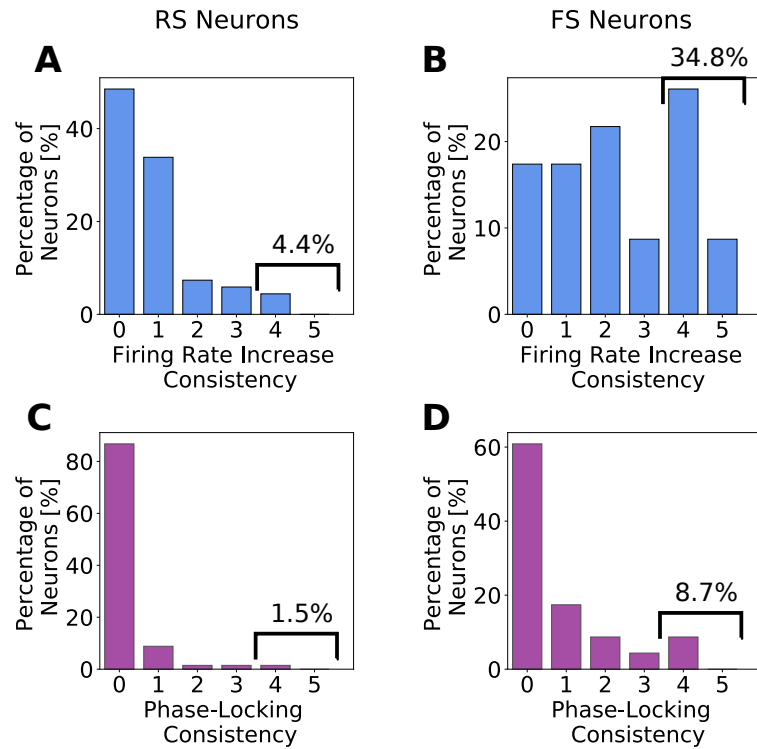 RS Neurons
FS Neurons
A
Percentage of
Neurons [%]
40
20
0
4.4%
0 1 2 3 4 5
Firing Rate Increase
Consistency
B
Percentage of
Neurons [%]
20
10
0
34.8%
0 1 2 3 4 5
Firing Rate Increase
Consistency
C
Percentage of
Neurons [%]
80
60
40
20
0
1.5%
0 1 2 3 4 5
Phase-Locking
Consistency
D
Percentage of
Neurons [%]
60
40
20
0
8.7%
0 1 2 3 4 5
Phase-Locking
Consistency